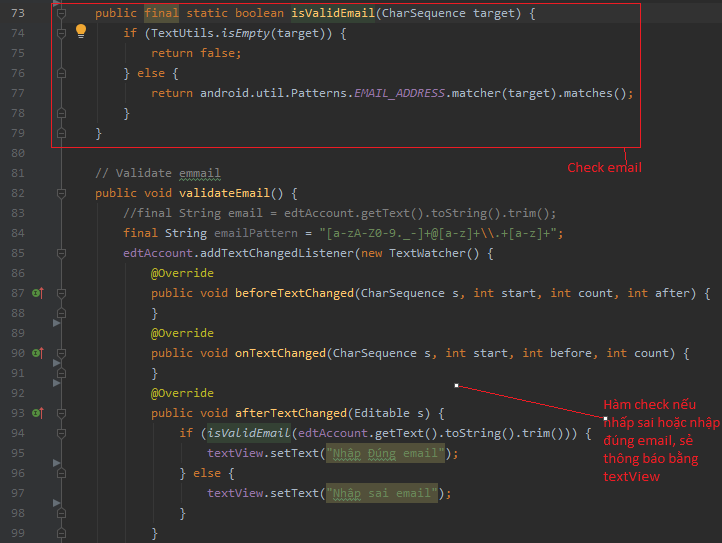 73 public final static boolean isValidEmail(CharSequence target) {
74 if (TextUtils.isEmpty(target)) {
75 return false;
76 } else {
77 return android.util.Patterns.EMAIL_ADDRESS.matcher(target).matches();
78 }
79 }
80
Check email
81 // Validate emmail
82 public void validateEmail() {
83 //final String email = edtAccount.getText().toString().trim();
84 final String emailPattern = "[a-zA-Z0-9._-]+@[a-z]+\\.+[a-z]+";
85 edtAccount.addTextChangedListener(new TextWatcher() {
86 @Override
87 public void beforeTextChanged(CharSequence s, int start, int count, int after) {
88 }
89 @Override
90 public void onTextChanged(CharSequence s, int start, int before, int count) {
91 }
92 @Override
93 public void afterTextChanged(Editable s) {
94 if (isValidEmail(edtAccount.getText().toString().trim())) {
95 textView.setText("Nhập Đúng email");
96 } else {
97 textView.setText("Nhập sai email");
98 }
99 }
Hàm check nếu
nhấp sai hoặc nhập
đúng email, sẽ
thông báo bằng
textView